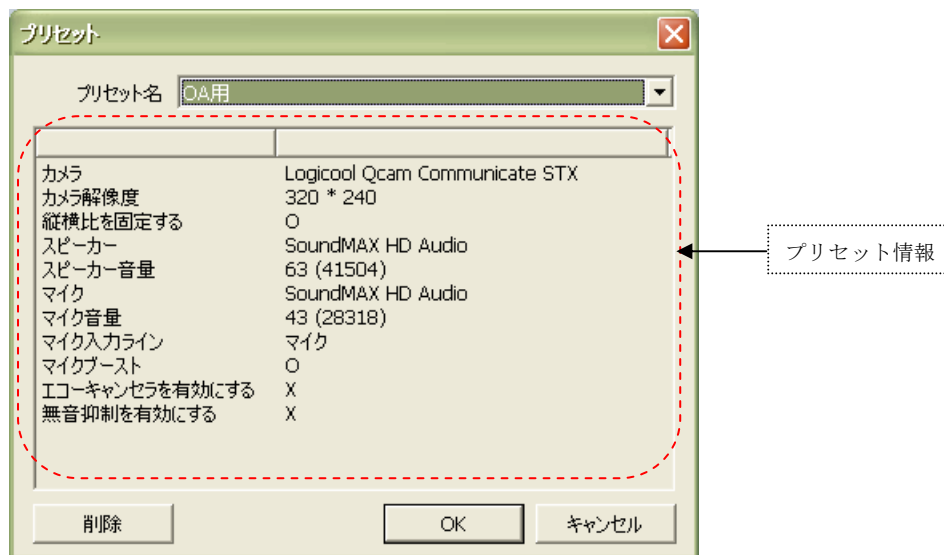 プリセット
プリセット名 OA用
カメラ Logicool Qcam Communicate STX
カメラ解像度 320 * 240
縦横比を固定する O
スピーカー SoundMAX HD Audio
スピーカー音量 63 (41504)
マイク SoundMAX HD Audio
マイク音量 43 (28318)
マイク入力ライン マイク
マイクブースト O
エコーキャンセラを有効にする X
無音抑制を有効にする X
プリセット情報
削除 OK キャンセル